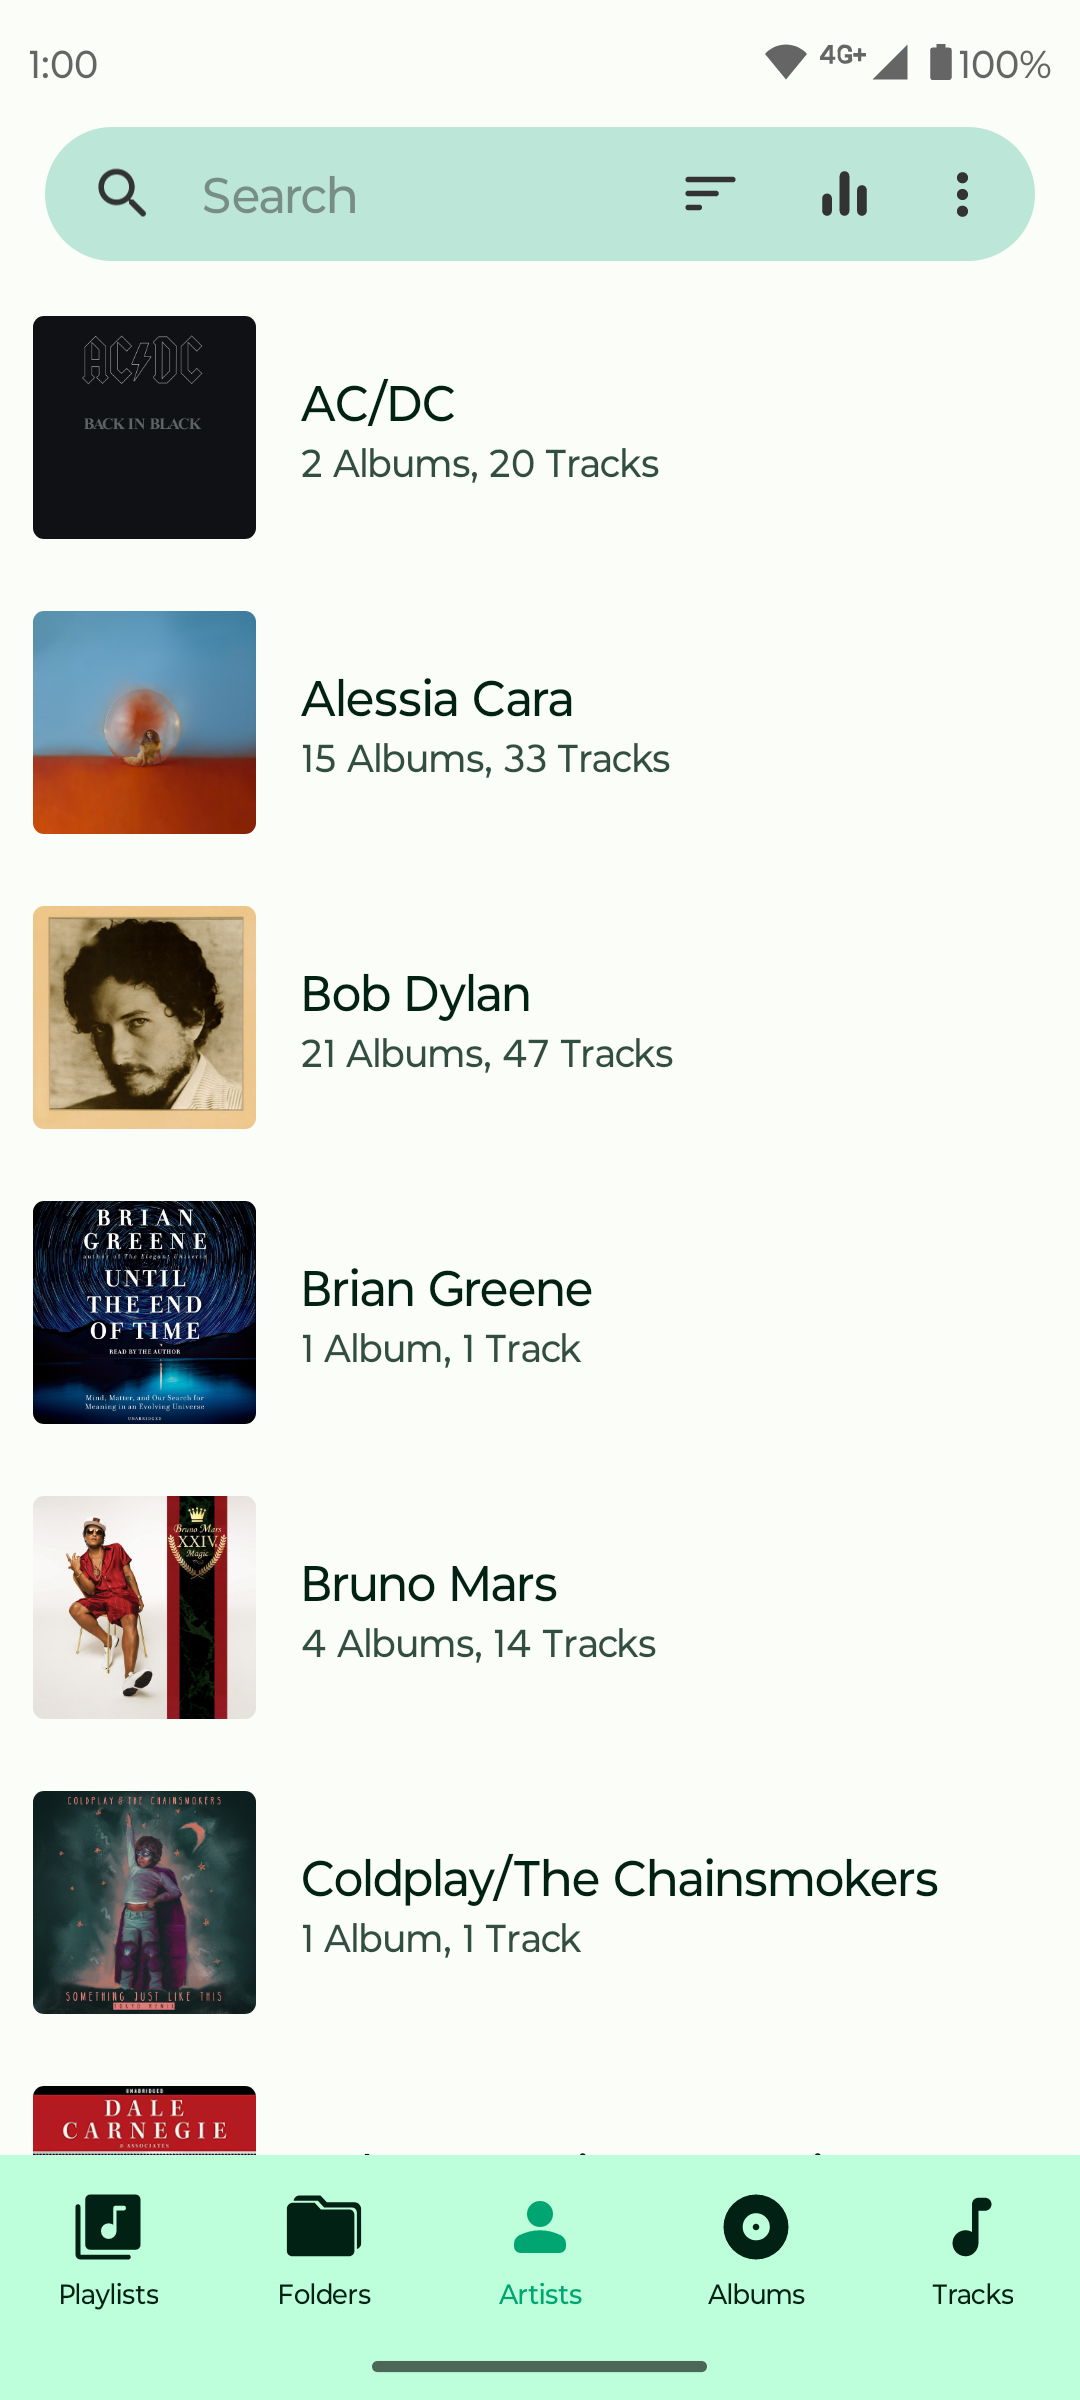 1:00
4G+
100%
Search
AC/DC
BACK IN BLACK
AC/DC
2 Albums, 20 Tracks
Alessia Cara
15 Albums, 33 Tracks
Bob Dylan
21 Albums, 47 Tracks
BRIAN
GREENE
author of The Elegant Universe
UNTIL
THE END
OF TIME
READ BY THE AUTHOR
Mind, Matter, and Our Search for
Meaning in an Evolving Universe
UNABRIDGED
Brian Greene
1 Album, 1 Track
Bruno Mars
XXIV
Magic
Bruno Mars
4 Albums, 14 Tracks
COLDPLAY & THE CHAINSMOKERS
SOMETHING JUST LIKE THIS
TOKYO REMIX
Coldplay/The Chainsmokers
1 Album, 1 Track
UNABRIDGED
DALE
CARNEGIE
& ASSOCIATES
Playlists
Folders
Artists
Albums
Tracks